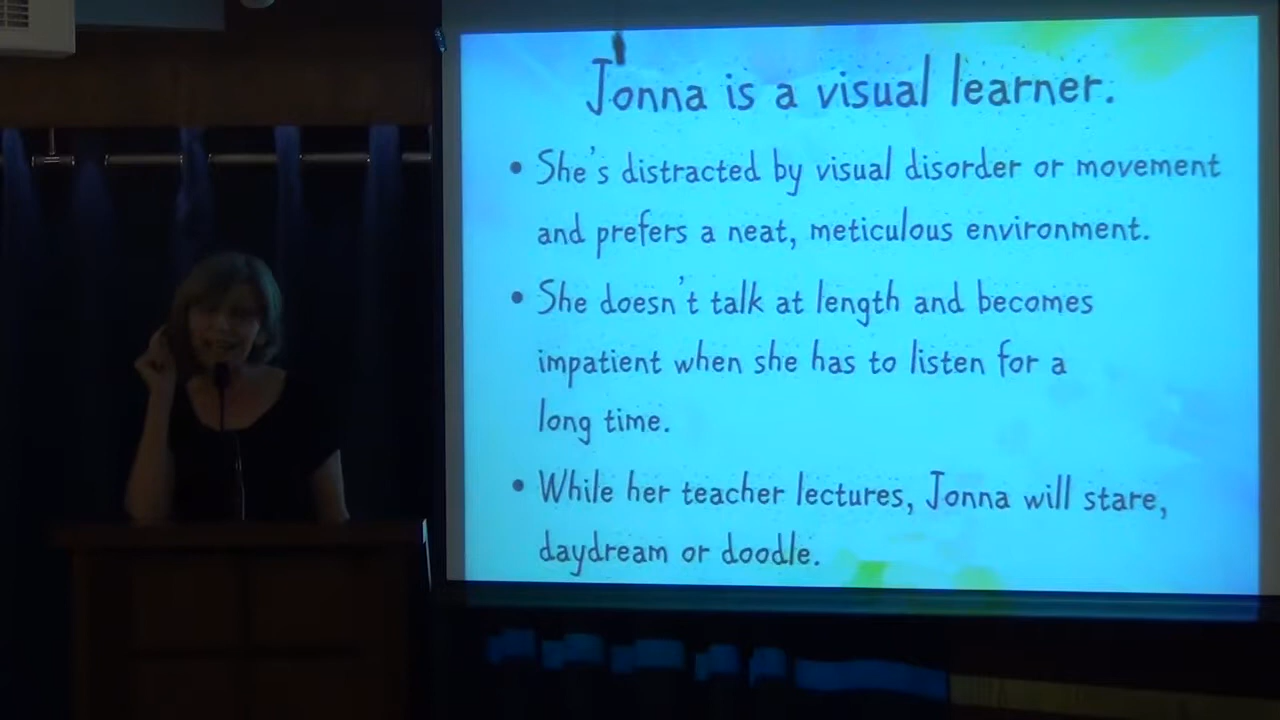 Jonna is a visual learner.
• She's distracted by visual disorder or movement
and prefers a neat, meticulous environment.
• She doesn't talk at length and becomes
impatient when she has to listen for a
long time.
• While her teacher lectures, Jonna will stare,
daydream or doodle.